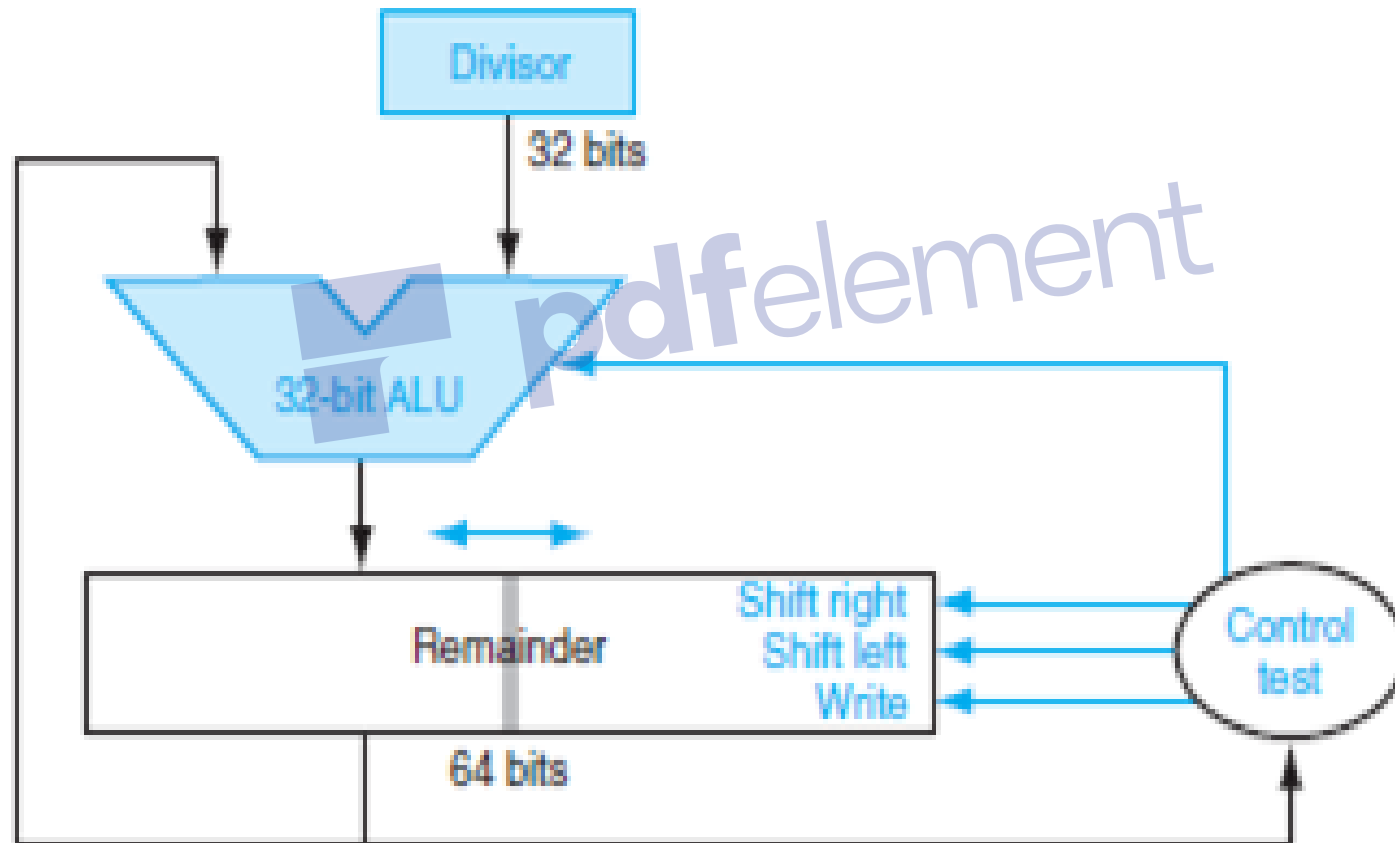 Divisor
32 bits
pdfelement
32-bit ALU
Shift right
Remainder
Shift left
Write
Control
test
64 bits